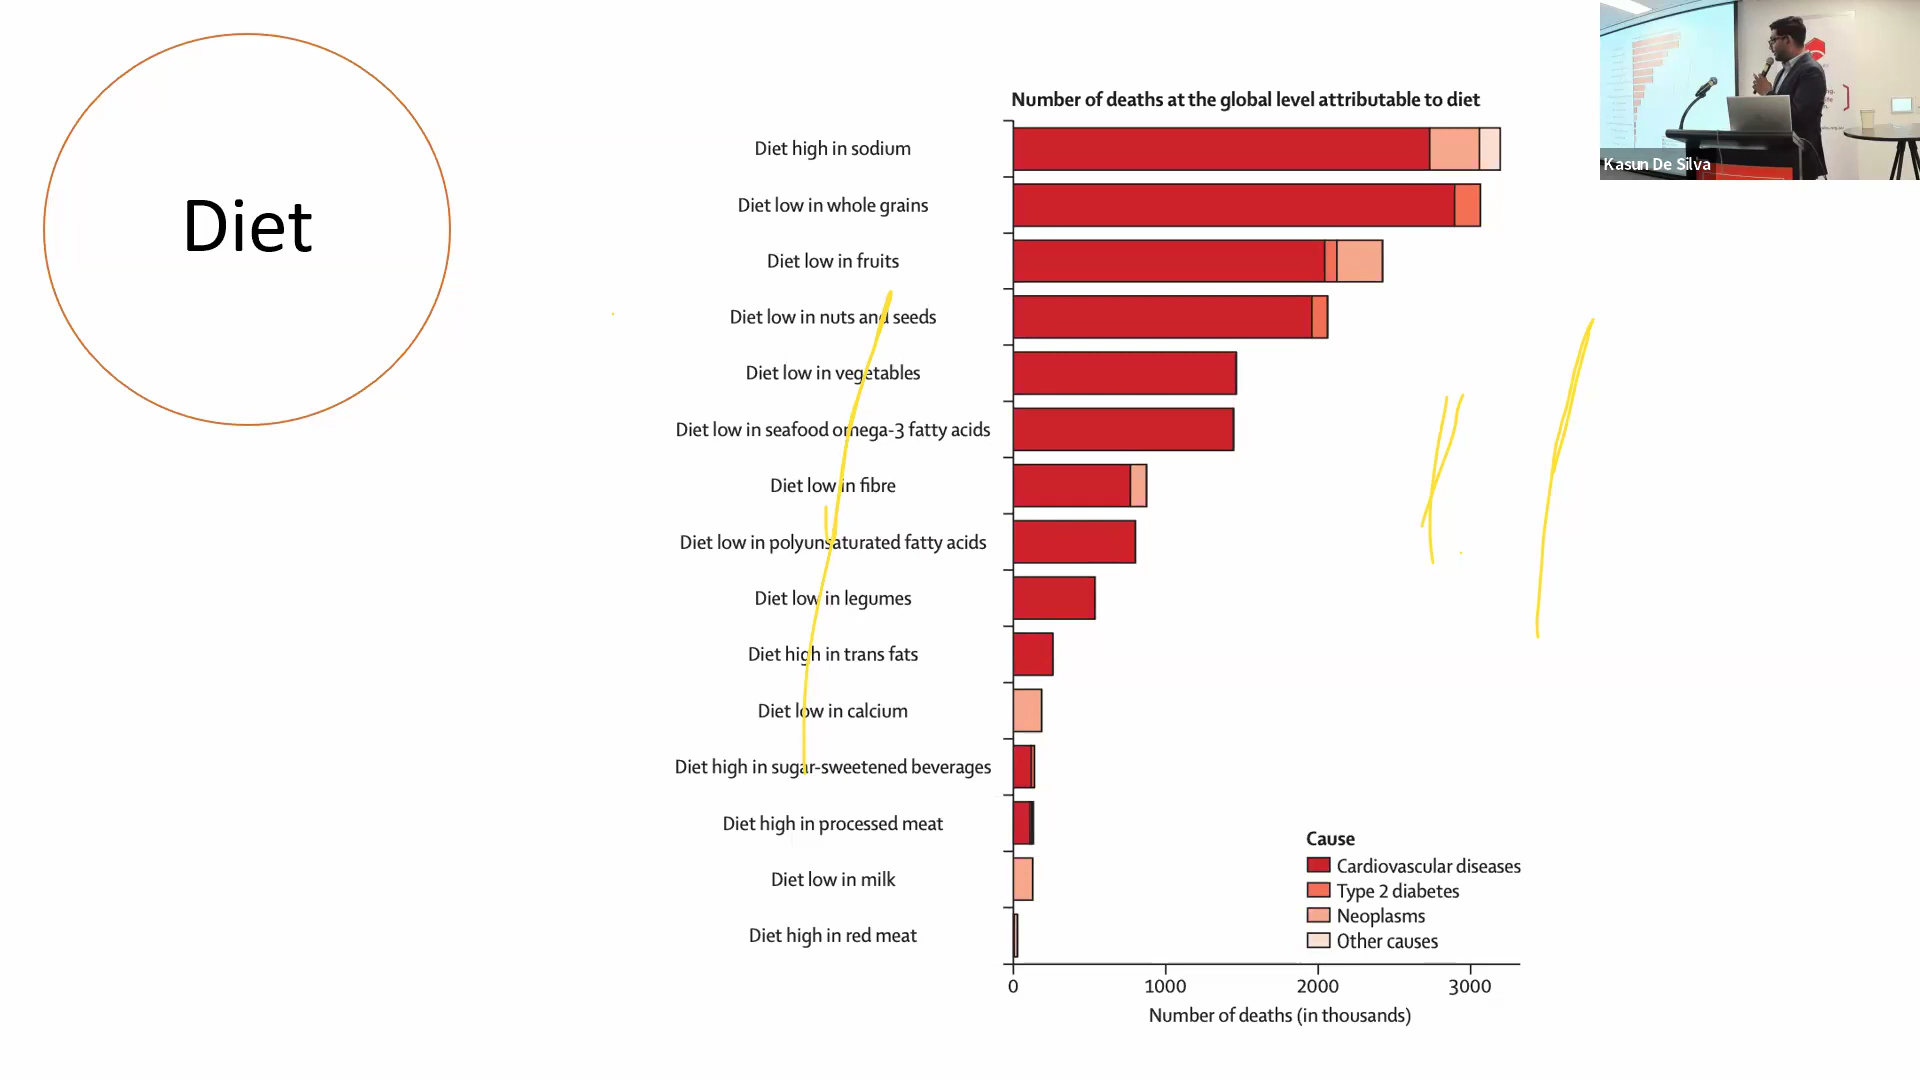 Diet
Number of deaths at the global level attributable to diet
Diet high in sodium
Diet low in whole grains
Diet low in fruits
Diet low in nuts and seeds
Diet low in vegetables
Diet low in seafood omega-3 fatty acids
Diet low in fibre
Diet low in polyunsaturated fatty acids
Diet low in legumes
Diet high in trans fats
Diet low in calcium
Diet high in sugar-sweetened beverages
Diet high in processed meat
Diet low in milk
Diet high in red meat
Cause
Cardiovascular diseases
Type 2 diabetes
Neoplasms
Other causes
0 1000 2000 3000
Number of deaths (in thousands)
Kasun De Silva